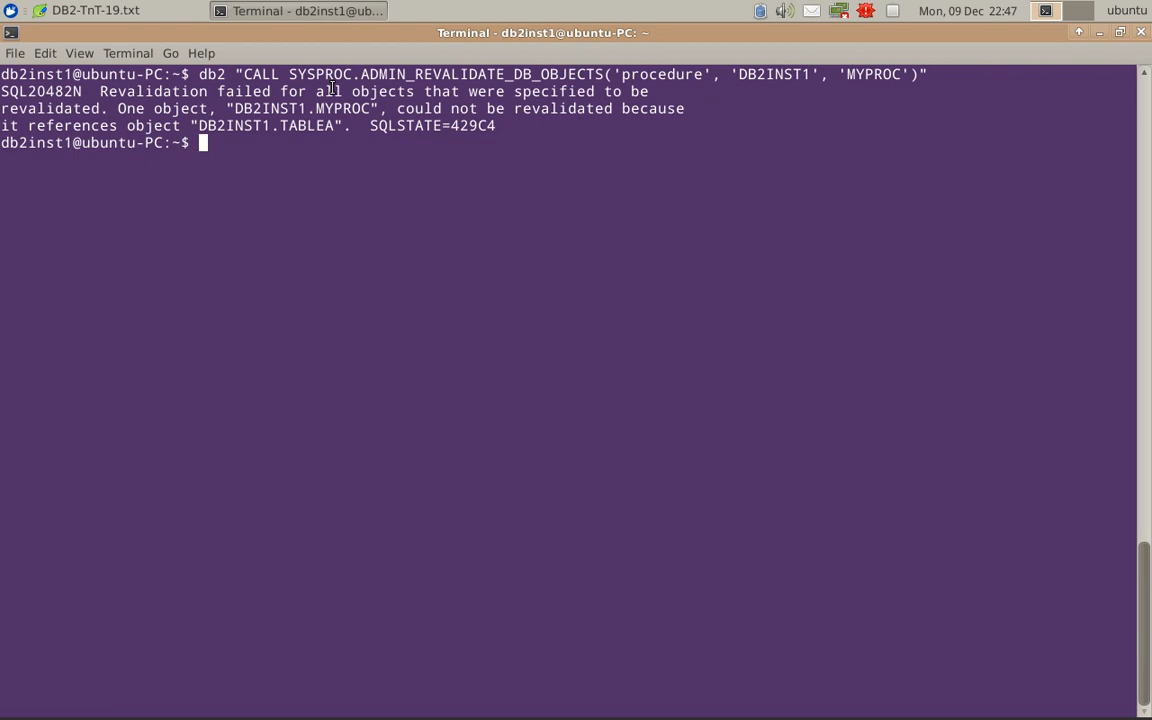 DB2-TnT-19.txt
Terminal - db2inst1@ub...
Mon, 09 Dec 22:47
ubuntu
Terminal - db2inst1@ubuntu-PC: ~
File Edit View Terminal Go Help
db2inst1@ubuntu-PC:~$ db2 "CALL SYSPROC.ADMIN_REVALIDATE_DB_OBJECTS('procedure', 'DB2INST1', 'MYPROC')"
SQL20482N  Revalidation failed for all objects that were specified to be
revalidated. One object, "DB2INST1.MYPROC", could not be revalidated because
it references object "DB2INST1.TABLEA".  SQLSTATE=429C4
db2inst1@ubuntu-PC:~$